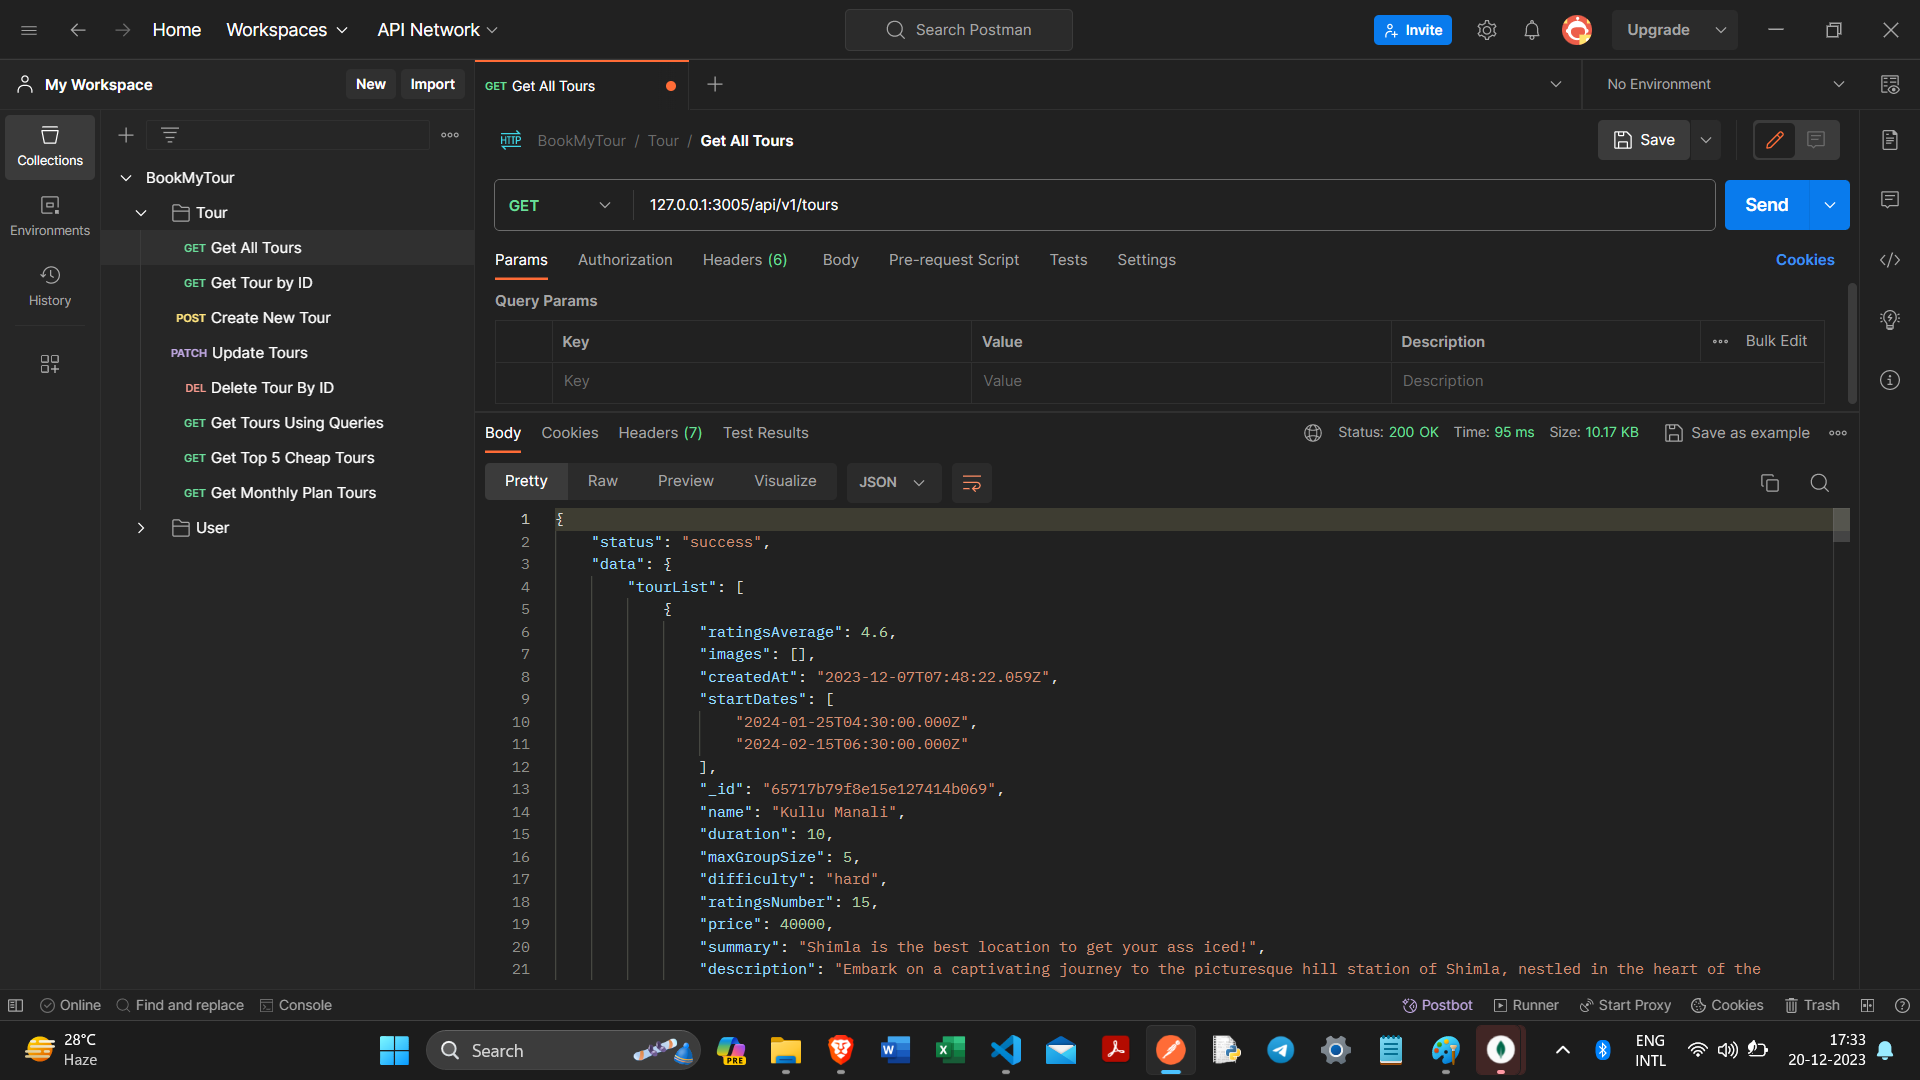 Home Workspaces API Network Search Postman Invite Upgrade
My Workspace New Import GET Get All Tours No Environment
Collections
Environments
History
BookMyTour
Tour
GET Get All Tours
GET Get Tour by ID
POST Create New Tour
PATCH Update Tours
DEL Delete Tour By ID
GET Get Tours Using Queries
GET Get Top 5 Cheap Tours
GET Get Monthly Plan Tours
User
HTTP BookMyTour / Tour / Get All Tours Save
GET 127.0.0.1:3005/api/v1/tours Send
Params Authorization Headers (6) Body Pre-request Script Tests Settings Cookies
Query Params
Key Value Description Bulk Edit
Key Value Description
Body Cookies Headers (7) Test Results Status: 200 OK Time: 95 ms Size: 10.17 KB Save as example
Pretty Raw Preview Visualize JSON
1 {
2 "status": "success",
3 "data": {
4 "tourList": [
5 {
6 "ratingsAverage": 4.6,
7 "images": [],
8 "createdAt": "2023-12-07T07:48:22.059Z",
9 "startDates": [
10 "2024-01-25T04:30:00.000Z",
11 "2024-02-15T06:30:00.000Z"
12 ],
13 "_id": "65717b79f8e15e127414b069",
14 "name": "Kullu Manali",
15 "duration": 10,
16 "maxGroupSize": 5,
17 "difficulty": "hard",
18 "ratingsNumber": 15,
19 "price": 40000,
20 "summary": "Shimla is the best location to get your ass iced!",
21 "description": "Embark on a captivating journey to the picturesque hill station of Shimla, nestled in the heart of the
Online Find and replace Console Postbot Runner Start Proxy Cookies Trash
28°C
Haze
Search
PRE
ENG
INTL
17:33
20-12-2023